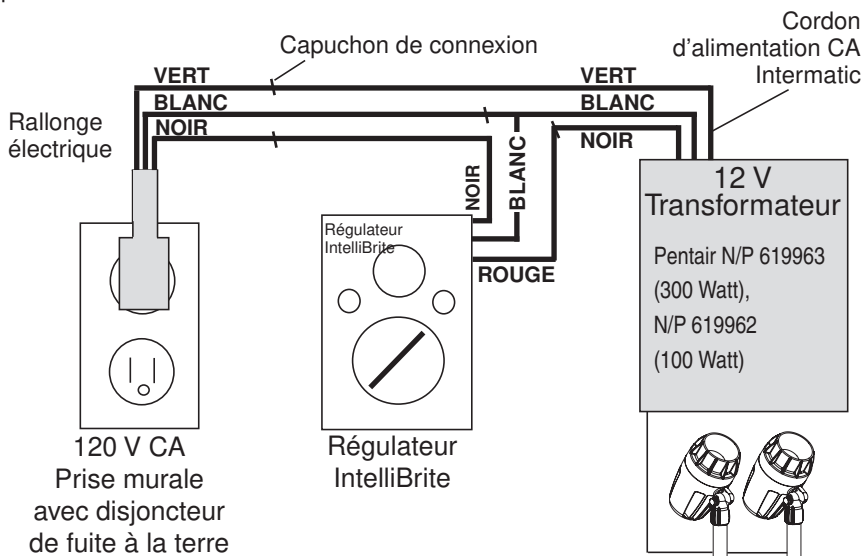 Cordon
d'alimentation CA
Intermatic
Capuchon de connexion
VERT
VERT
BLANC
BLANC
NOIR
NOIR
Rallonge
électrique
NOIR
BLANC
12 V
Transformateur
Pentair N/P 619963
(300 Watt),
N/P 619962
(100 Watt)
Régulateur
IntelliBrite
ROUGE
120 V CA
Prise murale
avec disjoncteur
de fuite à la terre
Régulateur
IntelliBrite